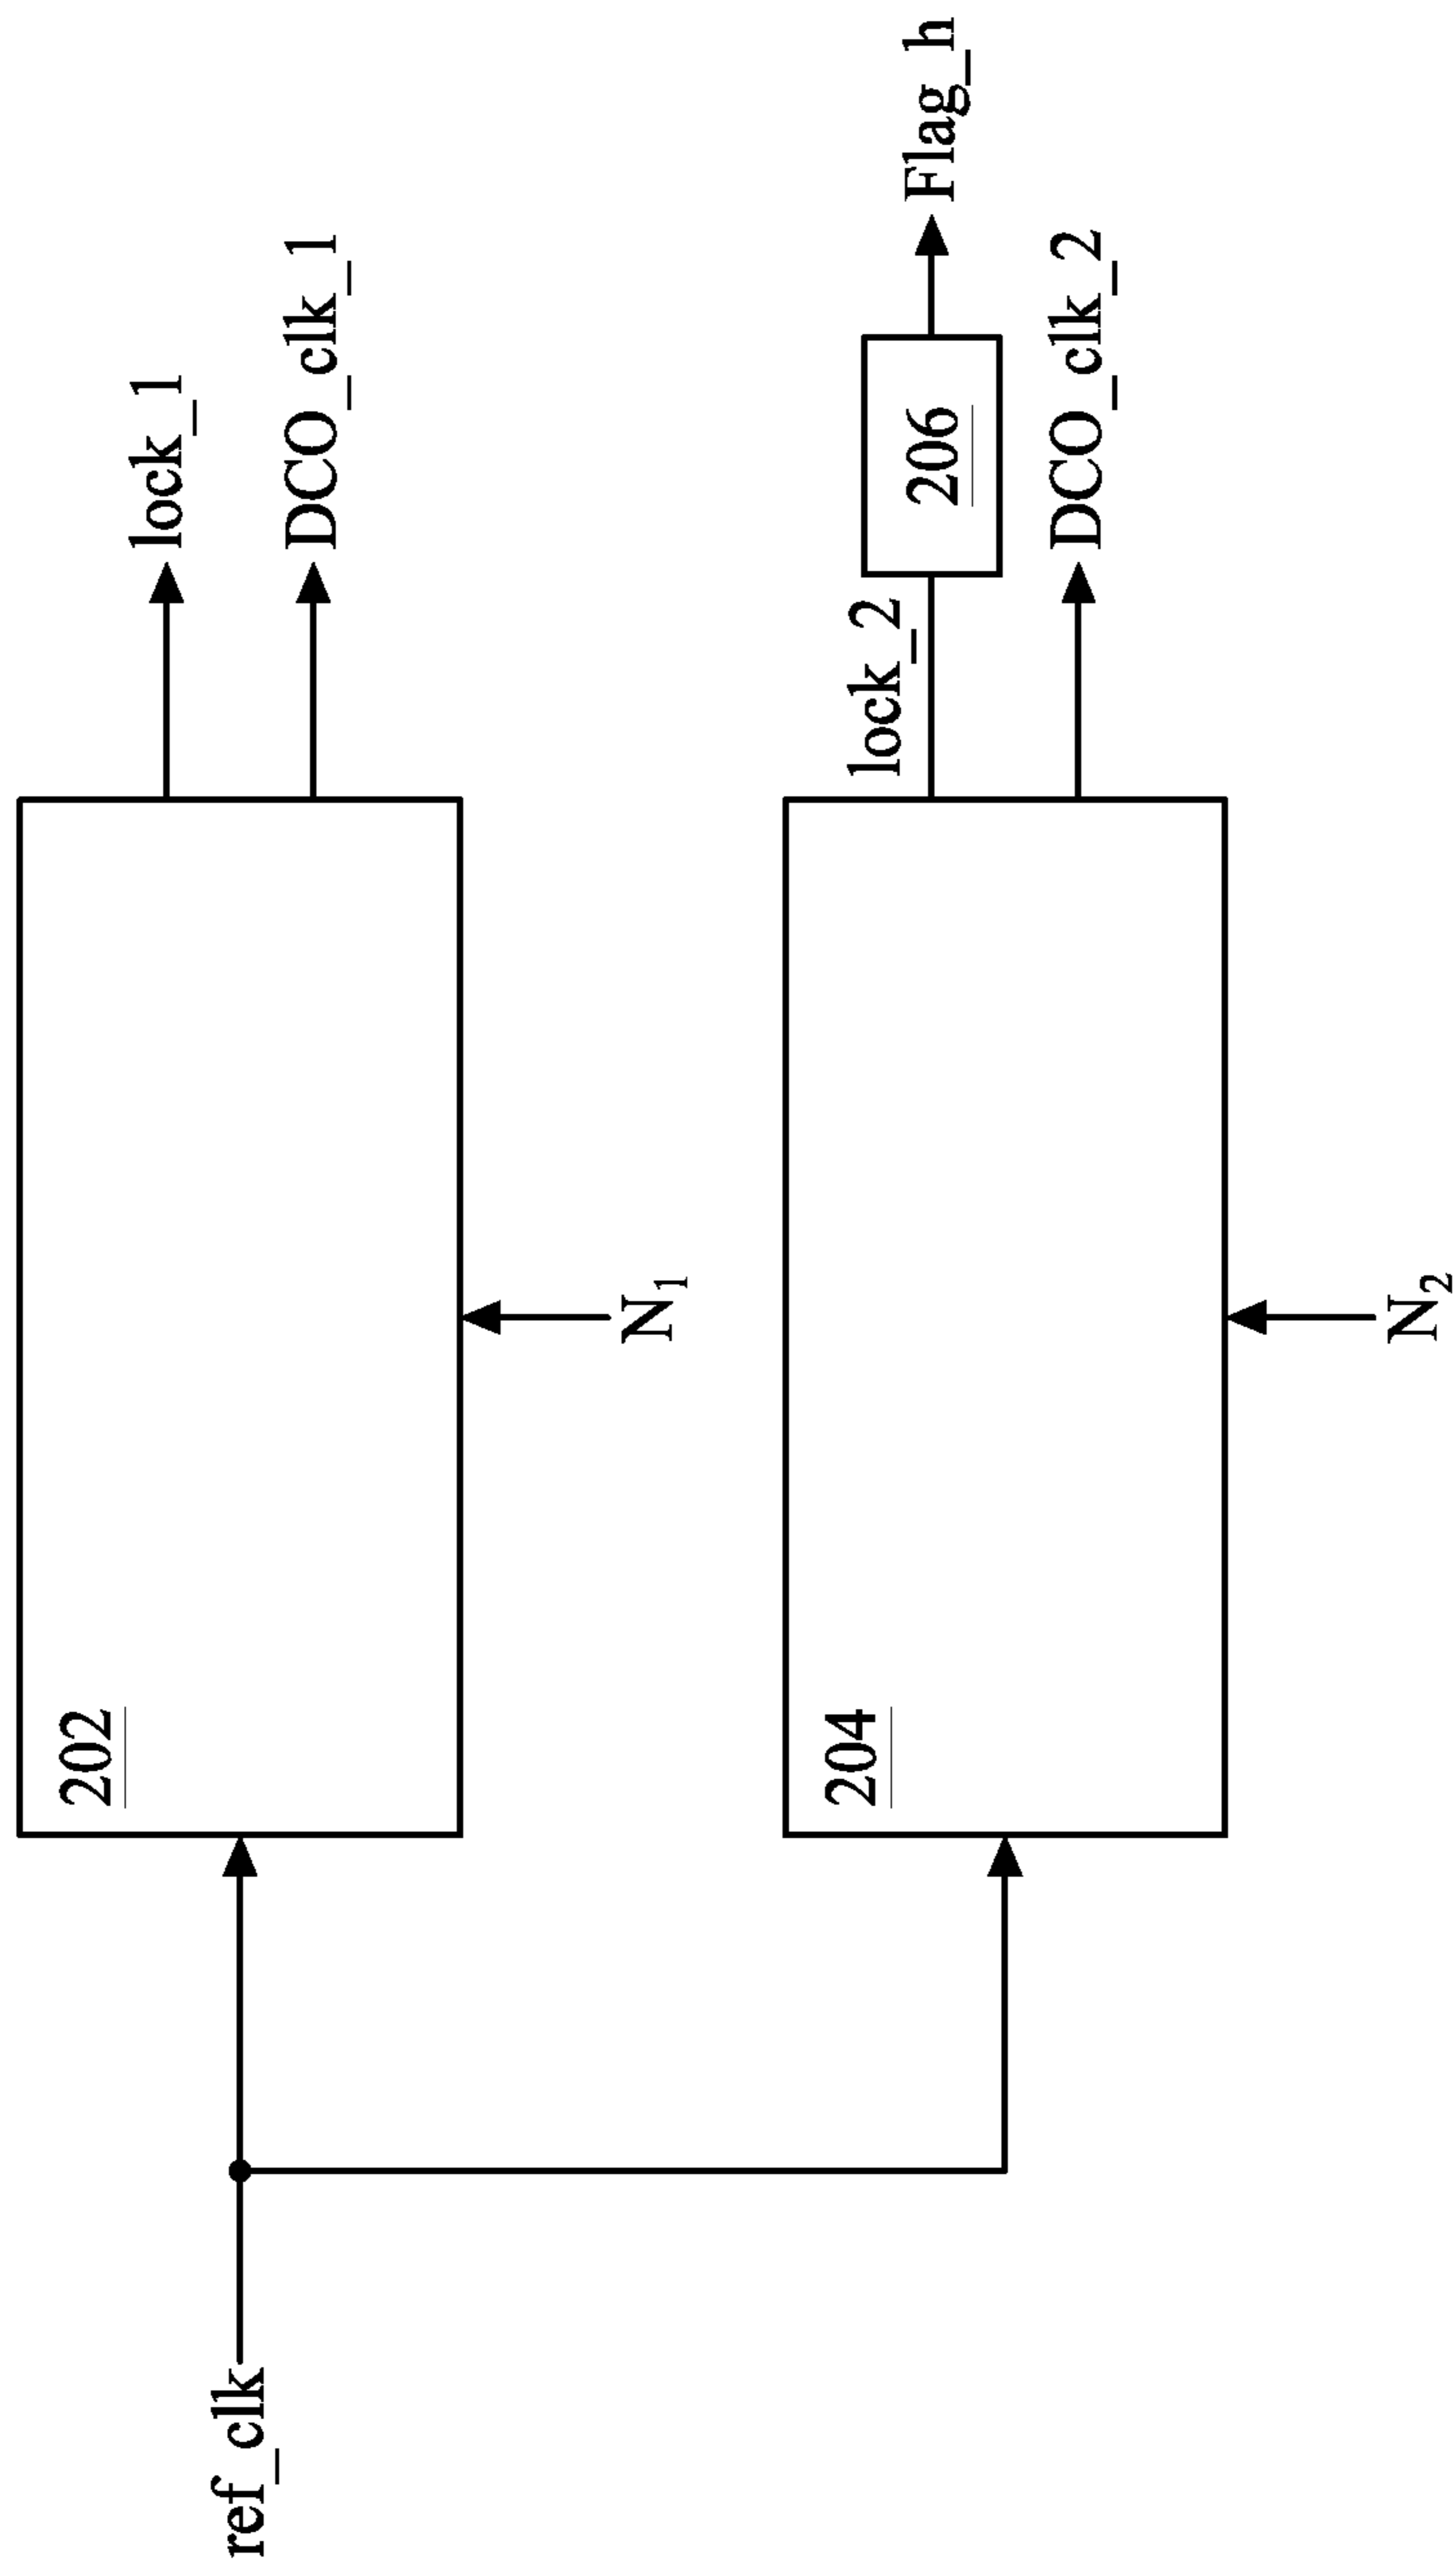 ref_clk
202
lock_1
DCO_clk_1
N1
204
lock_2
206
Flag_h
DCO_clk_2
N2